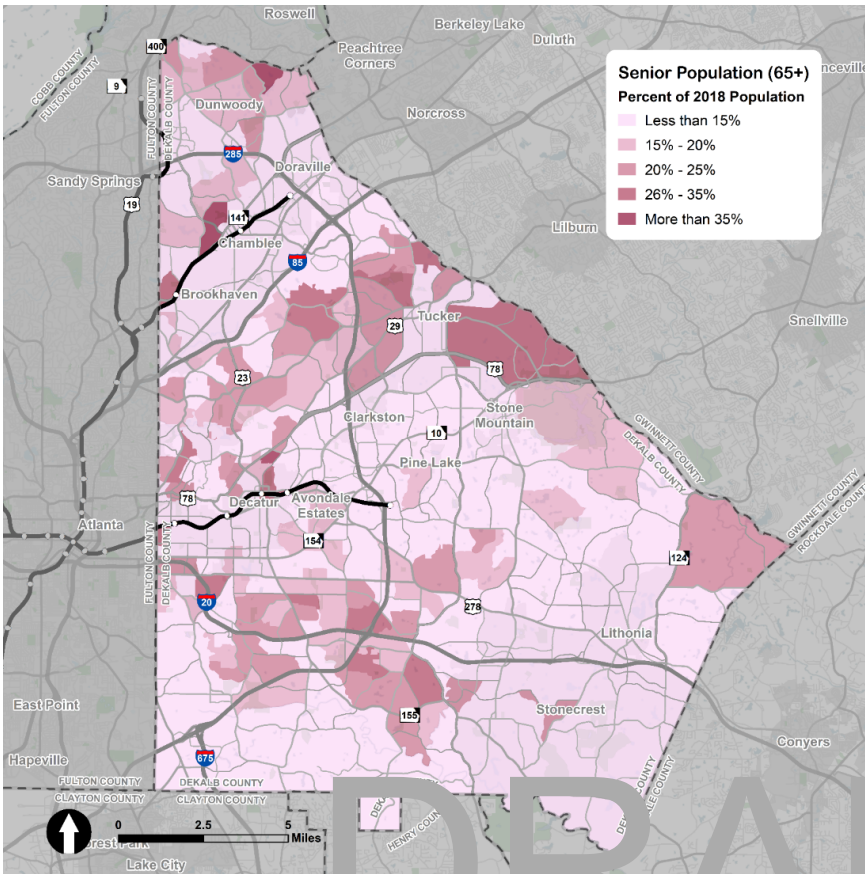 Roswell
Berkeley Lake
Duluth
Peachtree
Corners
400
COBB COUNTY
FULTON COUNTY
9
Senior Population (65+)
Percent of 2018 Population
Less than 15%
15% - 20%
20% - 25%
26% - 35%
More than 35%
nceville
Dunwoody
Norcross
FULTON COUNTY
DEKALB COUNTY
285
Doraville
Sandy Springs
19
141
Chamblee
Lilburn
85
Brookhaven
Tucker
29
Snellville
78
23
Clarkston
Stone
Mountain
10
GWINNETT COUNTY
DEKALB COUNTY
Pine Lake
78
Decatur
Avondale
Estates
Atlanta
GWINNETT COUNTY
ROCKDALE COUNT
154
124
FULTON COUNTY
DEKALB COUNTY
20
278
Lithonia
East Point
155
Stonecrest
Conyers
Hapeville
675
FULTON COUNTY
DEKALB COUNTY
CLAYTON COUNTY
CLAYTON COUNTY
HENRY COUN
0
2.5
5
Miles
orest Park
Lake City
DRA